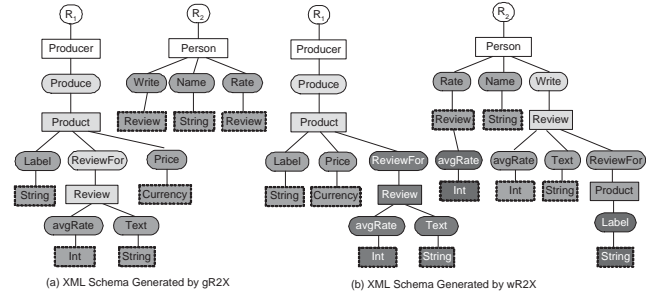 R1 R2
Producer Person
Produce Write Name Rate
Product Review String Review
Label ReviewFor Price
String Review Currency
avgRate Text
Int String
(a) XML Schema Generated by gR2X
R1 R2
Producer Person
Produce Rate Name Write
Product Review String Review
Label Price ReviewFor avgRate avgRate Text ReviewFor
String Currency Review Int Int String Product
avgRate Text Label
Int String String
(b) XML Schema Generated by wR2X